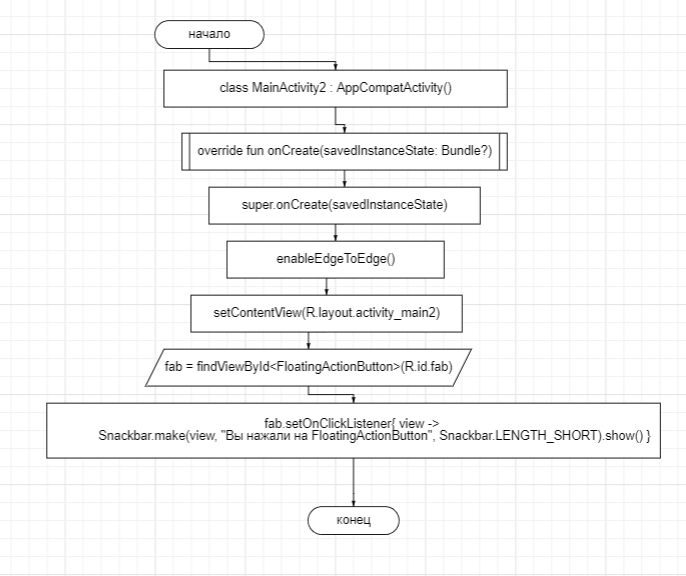 начало
class MainActivity2 : AppCompatActivity()
override fun onCreate(savedInstanceState: Bundle?)
super.onCreate(savedInstanceState)
enableEdgeToEdge()
setContentView(R.layout.activity_main2)
fab = findViewById<FloatingActionButton>(R.id.fab)
fab.setOnClickListener{ view ->
Snackbar.make(view, "Вы нажали на FloatingActionButton", Snackbar.LENGTH_SHORT).show() }
конец